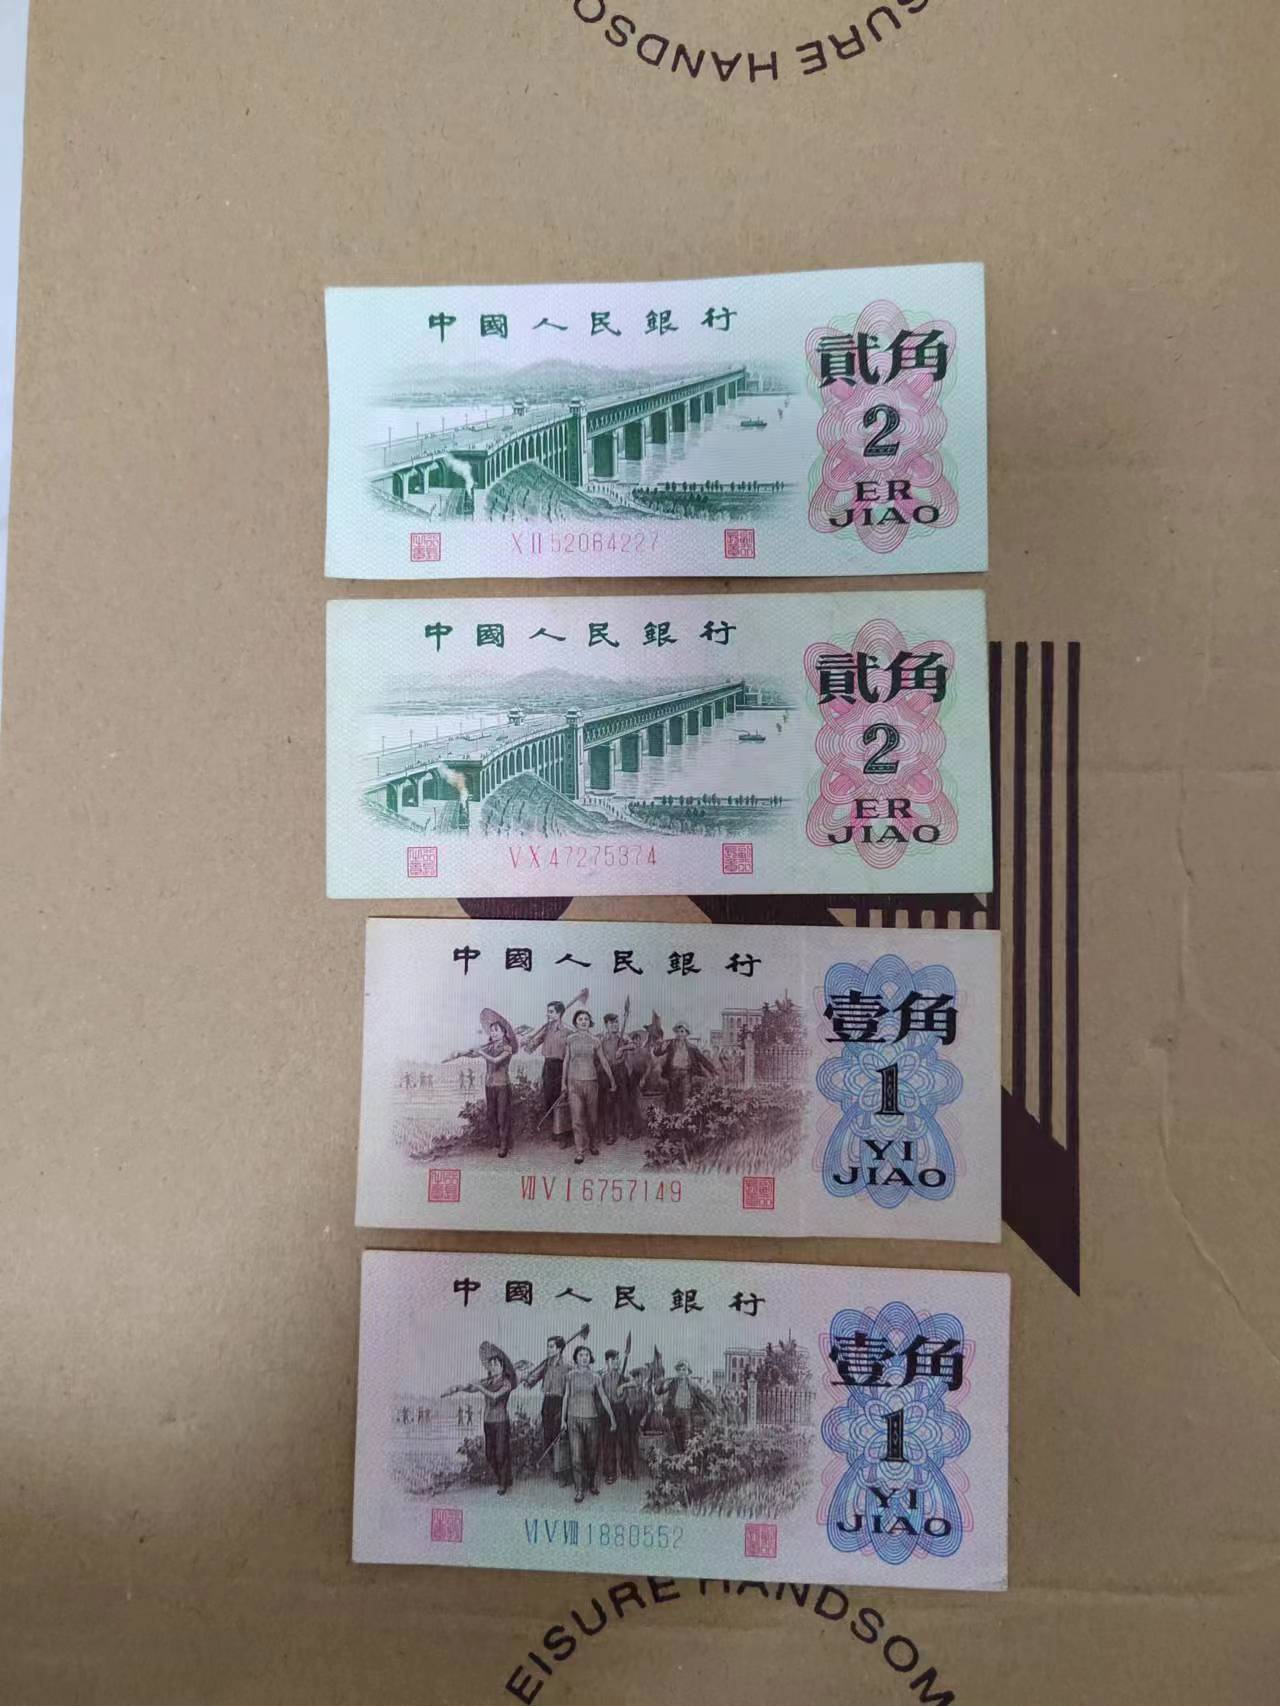 EISURE HANDSO
中國人民銀行
貳角
2
ER
JIAO
X II 52064227
中國人民銀行
貳角
2
ER
JIAO
V X 47275374
中國人民銀行
壹角
1
YI
JIAO
VII V I 6757149
中國人民銀行
壹角
1
YI
JIAO
VI V VIII 1880552
EISURE HANDSOM